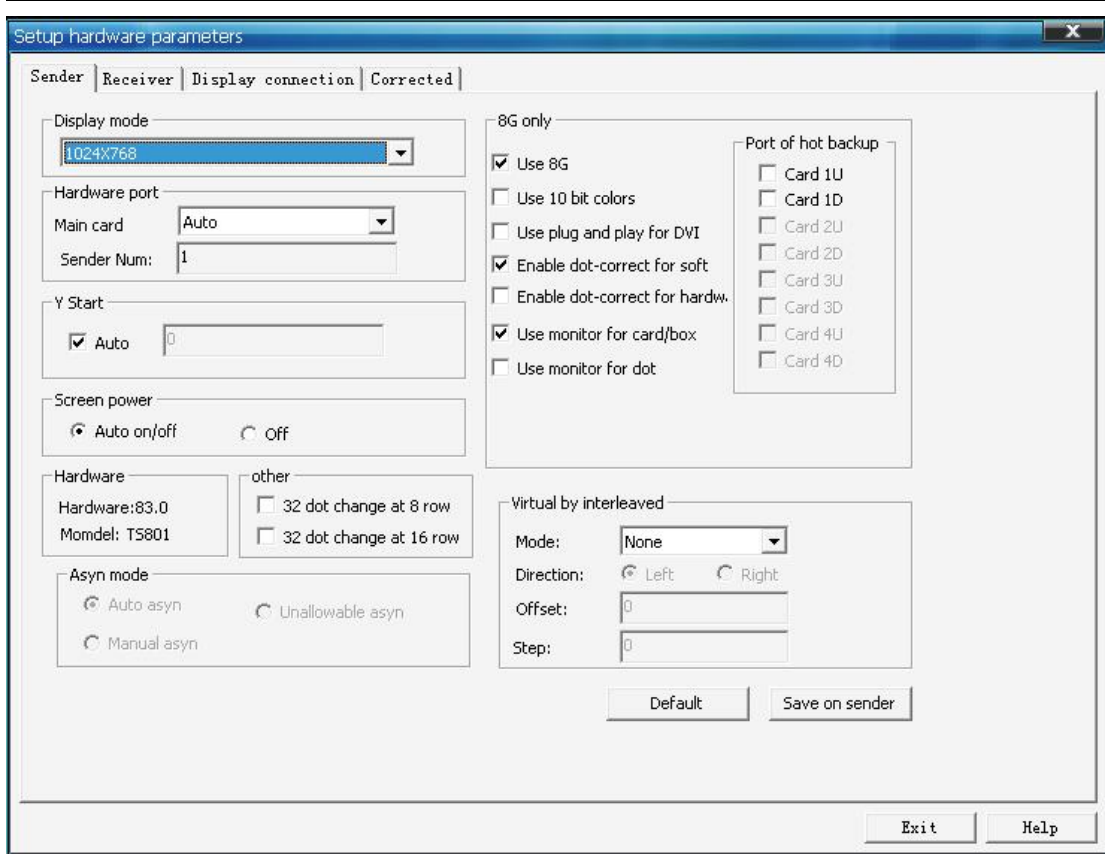 Setup hardware parameters
X
Sender Receiver Display connection Corrected
Display mode
1024X768
Hardware port
Main card Auto
Sender Num: 1
Y Start
Auto 0
Screen power
Auto on/off Off
Hardware
Hardware:83.0
Momdel: TS801
other
32 dot change at 8 row
32 dot change at 16 row
Asyn mode
Auto asyn Unallowable asyn
Manual asyn
8G only
Use 8G
Use 10 bit colors
Use plug and play for DVI
Enable dot-correct for soft
Enable dot-correct for hardw.
Use monitor for card/box
Use monitor for dot
Port of hot backup
Card 1U
Card 1D
Card 2U
Card 2D
Card 3U
Card 3D
Card 4U
Card 4D
Virtual by interleaved
Mode: None
Direction: Left Right
Offset: 0
Step: 0
Default Save on sender
Exit Help